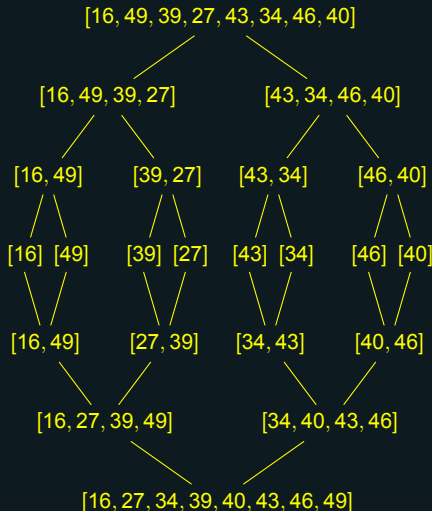 [16, 49, 39, 27, 43, 34, 46, 40]
[16, 49, 39, 27] [43, 34, 46, 40]
[16, 49] [39, 27] [43, 34] [46, 40]
[16] [49] [39] [27] [43] [34] [46] [40]
[16, 49] [27, 39] [34, 43] [40, 46]
[16, 27, 39, 49] [34, 40, 43, 46]
[16, 27, 34, 39, 40, 43, 46, 49]